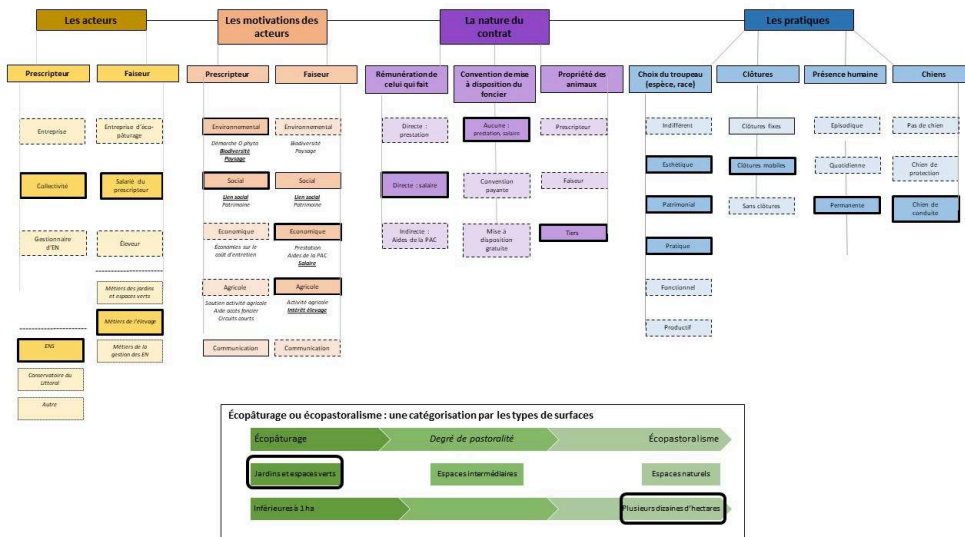 Les acteurs
Les motivations des
acteurs
La nature du
contrat
Les pratiques
Prescripteur
Faiseur
Prescripteur
Faiseur
Rémunération de
celui qui fait
Convention de mise
à disposition du
foncier
Propriété des
animaux
Choix du troupeau
(espèce, race)
Clôtures
Présence humaine
Chiens
Entreprise
Collectivité
Gestionnaire
d'EN
ENS
Conservatoire du
Littoral
Autre
Entreprise d'éco-
pâturage
Salarié du
prescripteur
Éleveur
Métiers des jardins
et espaces verts
Métiers de l'élevage
Métiers de la
gestion des EN
Environnemental
Démarche 0 phyto
Biodiversité
Paysage
Social
Lien social
Patrimoine
Economique
Économies sur le
coût d'entretien
Agricole
Soutien activité agricole
Aide accès foncier
Circuits courts
Communication
Environnemental
Biodiversité
Paysage
Social
Lien social
Patrimoine
Economique
Prestation
Aides de la PAC
Salaire
Agricole
Activité agricole
Intérêt élevage
Communication
Directe :
prestation
Directe : salaire
Indirecte :
Aides de la PAC
Aucune :
prestation, salaire
Convention
payante
Mise à
disposition
gratuite
Prescripteur
Faiseur
Tiers
Indifférent
Esthétique
Patrimonial
Pratique
Fonctionnel
Productif
Clôtures fixes
Clôtures mobiles
Sans clôtures
Episodique
Quotidienne
Permanente
Pas de chien
Chien de
protection
Chien de
conduite
Écopâturage ou écopastoralisme : une catégorisation par les types de surfaces
Écopâturage
Degré de pastoralité
Écopastoralisme
Jardins et espaces verts
Espaces intermédiaires
Espaces naturels
Inférieures à 1 ha
Plusieurs dizaines d'hectares